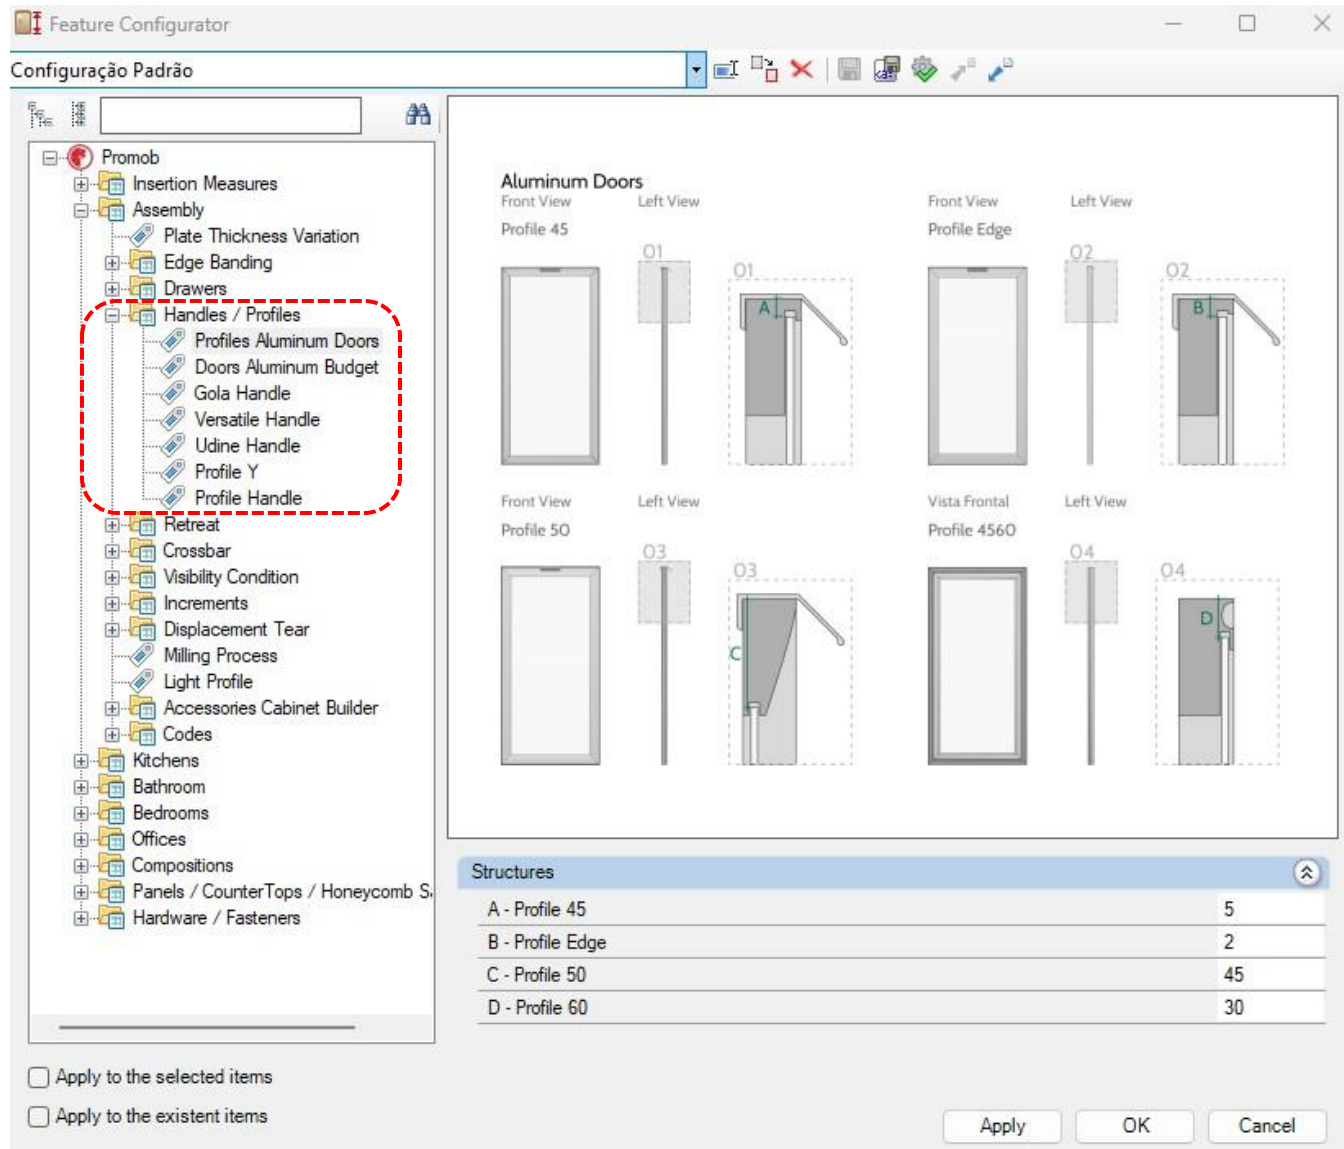 Feature Configurator
Configuração Padrão
Promob
Insertion Measures
Assembly
Plate Thickness Variation
Edge Banding
Drawers
Handles / Profiles
Profiles Aluminum Doors
Doors Aluminum Budget
Gola Handle
Versatile Handle
Udine Handle
Profile Y
Profile Handle
Retreat
Crossbar
Visibility Condition
Increments
Displacement Tear
Milling Process
Light Profile
Accessories Cabinet Builder
Codes
Kitchens
Bathroom
Bedrooms
Offices
Compositions
Panels / CounterTops / Honeycomb S
Hardware / Fasteners
Aluminum Doors
Front View Left View Front View Left View
Profile 45 Profile Edge
01 01 02 02
A B
Front View Left View Vista Frontal Left View
Profile 50 Profile 4560
03 03 04 04
C D
Structures
A - Profile 45 5
B - Profile Edge 2
C - Profile 50 45
D - Profile 60 30
Apply to the selected items
Apply to the existent items
Apply OK Cancel